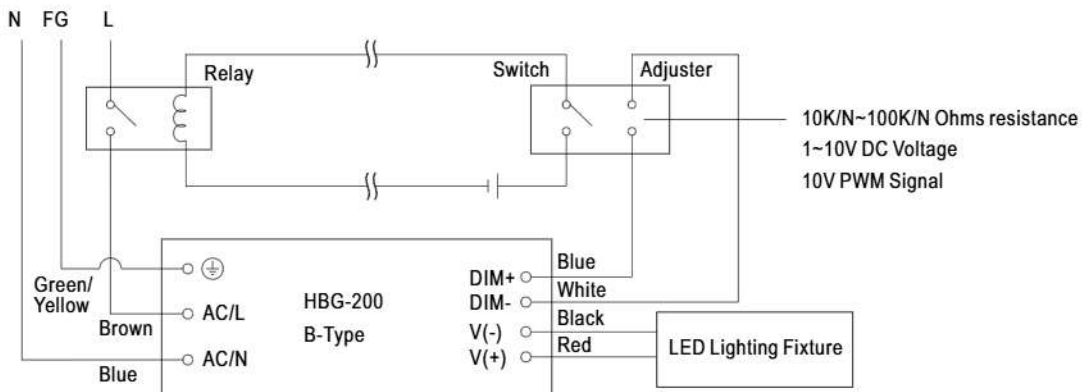 N FG L
Relay
Switch
Adjuster
10K/N~100K/N Ohms resistance
1~10V DC Voltage
10V PWM Signal
Green/
Yellow
Brown
Blue
AC/L
AC/N
HBG-200
B-Type
DIM+
DIM-
V(-)
V(+)
Blue
White
Black
Red
LED Lighting Fixture